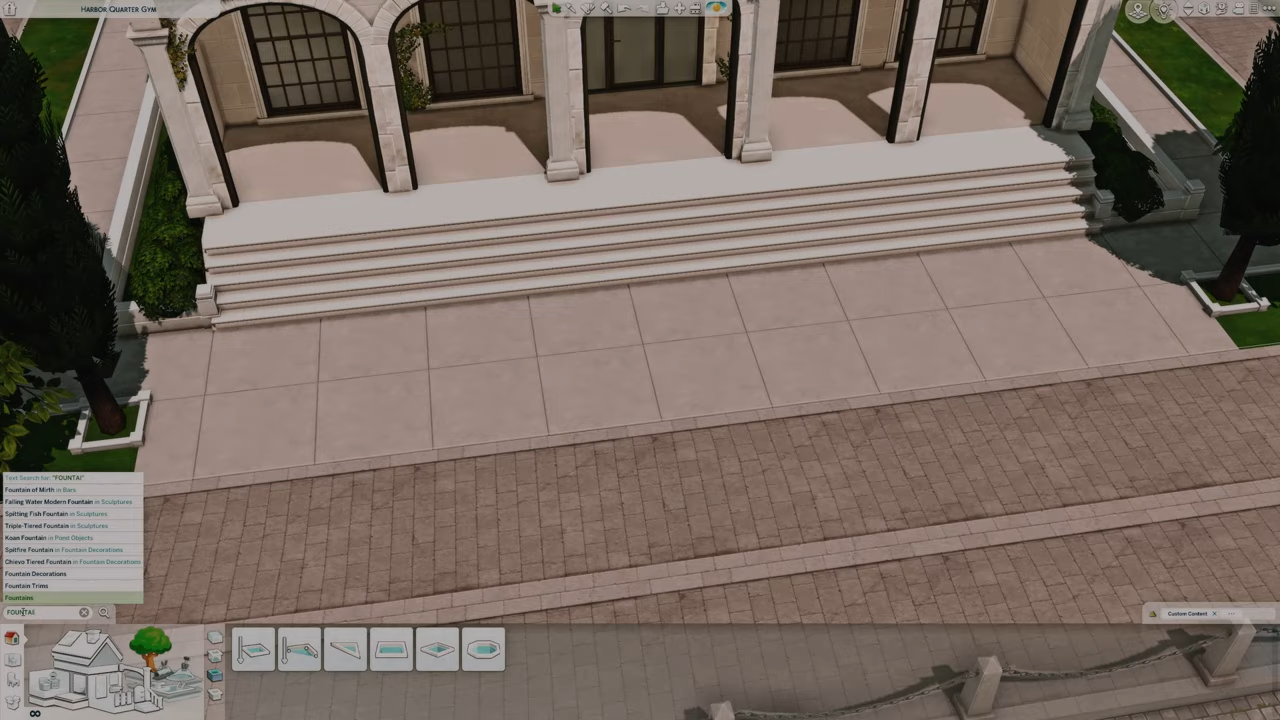 Harbor Quarter Gym
Text Search for: "FOUNTAI"
Fountain of Mirth in Bars
Falling Water Modern Fountain in Sculptures
Spitting Fish Fountain in Sculptures
Triple-Tiered Fountain in Sculptures
Koan Fountain in Pond Objects
Spitfire Fountain in Fountain Decorations
Chievo Tiered Fountain in Fountain Decorations
Fountain Decorations
Fountain Trims
Fountains
FOUNTAI
Custom Content